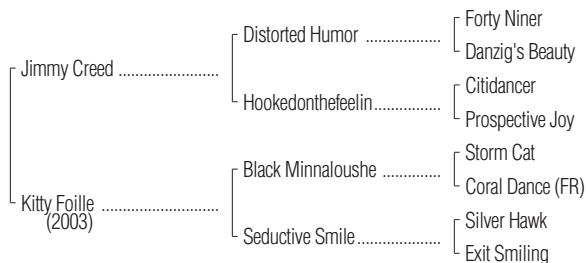 Forty Niner
Distorted Humor ..................
Danzig's Beauty
Jimmy Creed ........................
Citidancer
Hookedonthefeelin................
Prospective Joy
Storm Cat
Black Minnaloushe ..............
Coral Dance (FR)
Kitty Foille ............................
(2003)
Silver Hawk
Seductive Smile....................
Exit Smiling